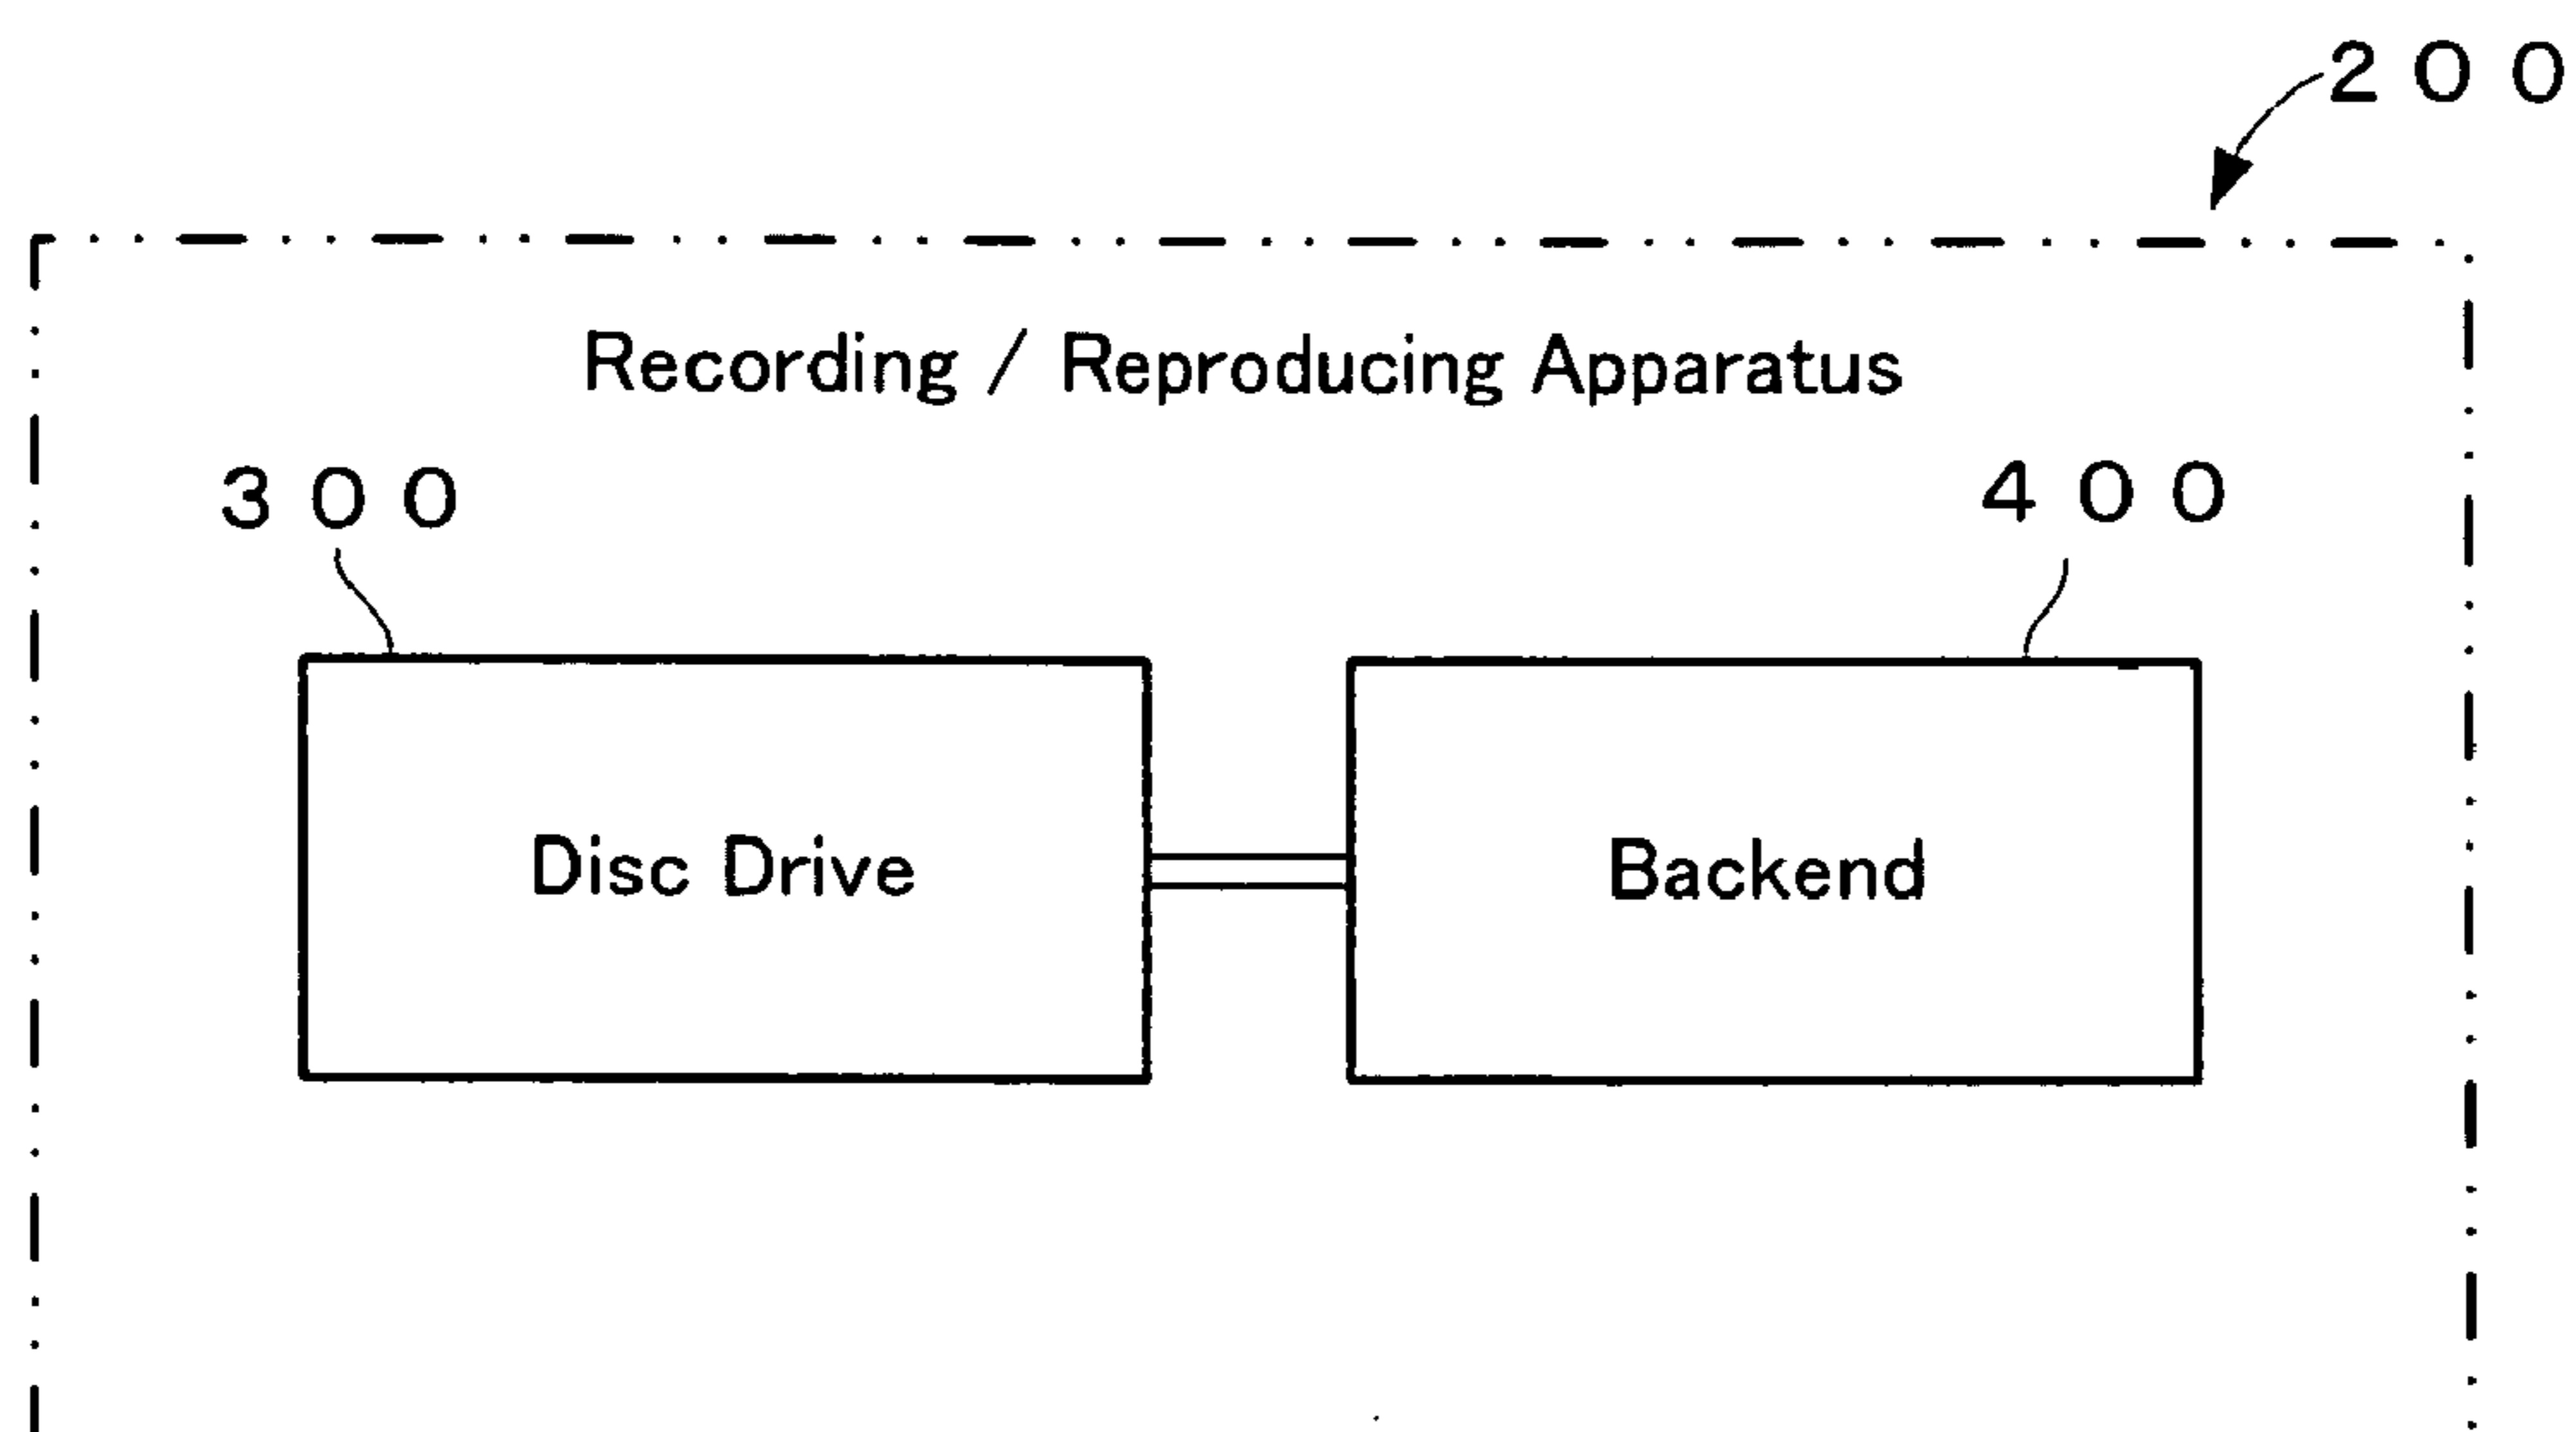 200
Recording / Reproducing Apparatus
300
400
Disc Drive
Backend